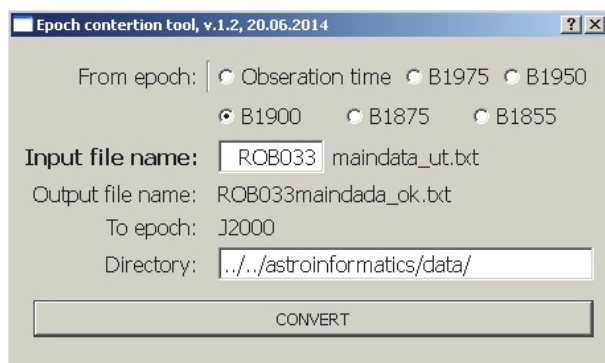 Epoch contertion tool, v.1.2, 20.06.2014
From epoch: Obseration time B1975 B1950
B1900 B1875 B1855
Input file name: ROB033 maindata_ut.txt
Output file name: ROB033maindada_ok.txt
To epoch: J2000
Directory: ../../astroinformatics/data/
CONVERT